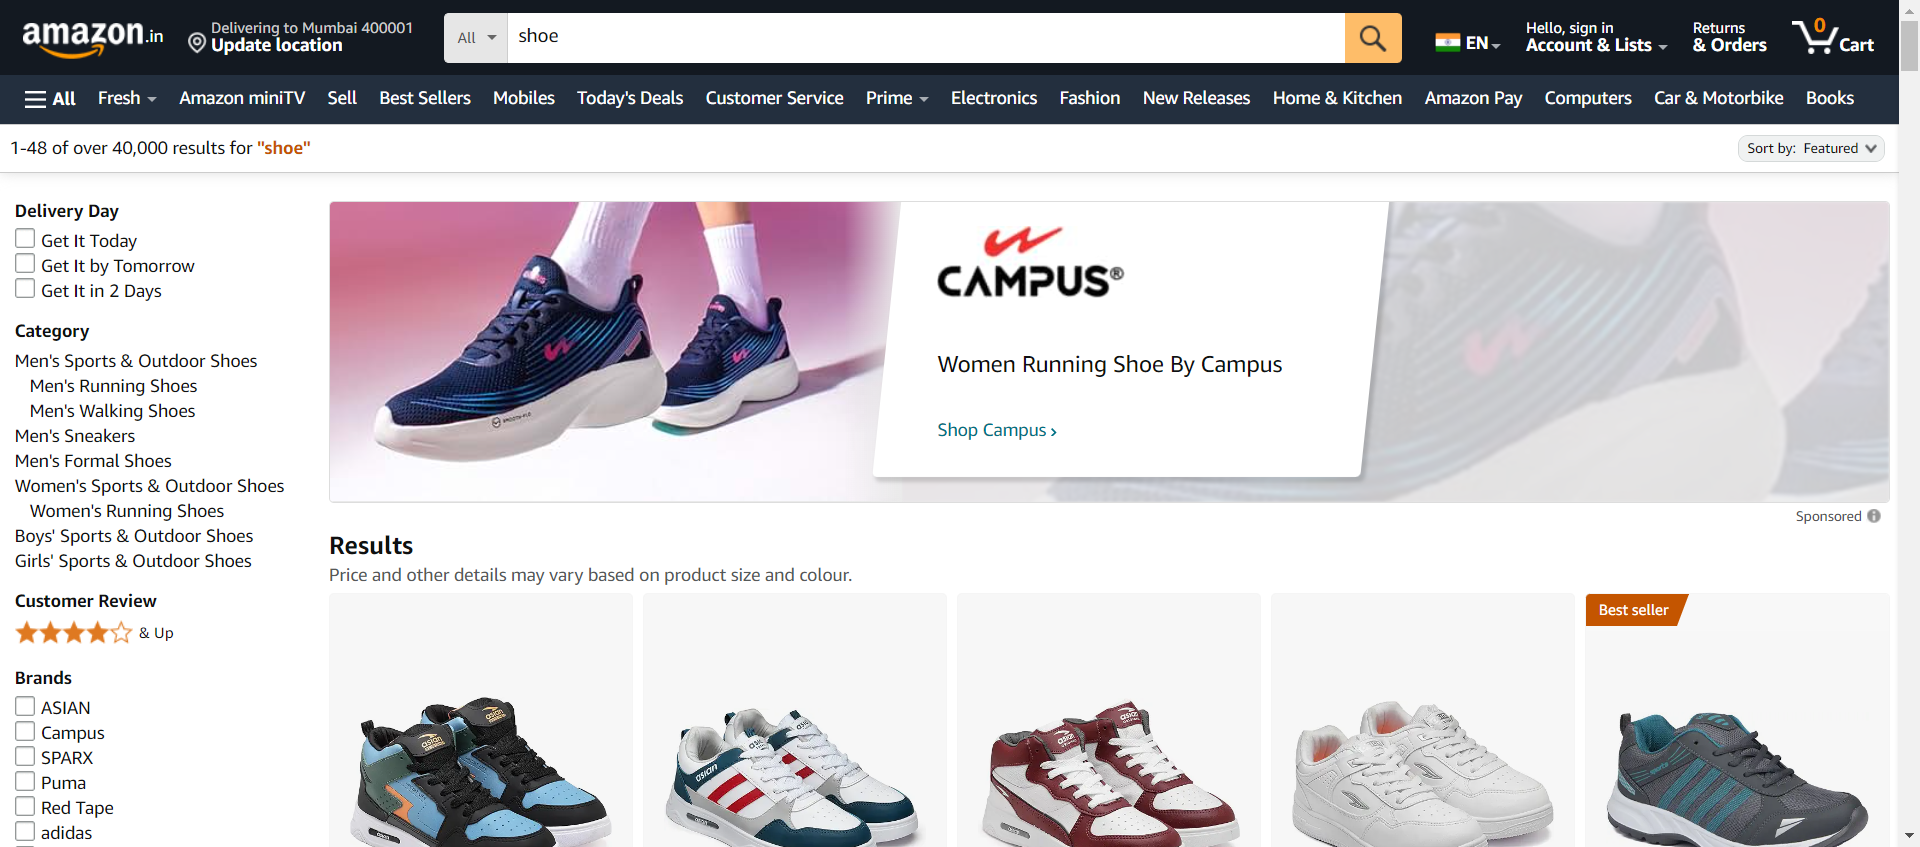 amazon.in
Delivering to Mumbai 400001
Update location
All
shoe
EN
Hello, sign in
Account & Lists
Returns
& Orders
0
Cart
All
Fresh
Amazon miniTV
Sell
Best Sellers
Mobiles
Today's Deals
Customer Service
Prime
Electronics
Fashion
New Releases
Home & Kitchen
Amazon Pay
Computers
Car & Motorbike
Books
1-48 of over 40,000 results for "shoe"
Sort by: Featured
Delivery Day
Get It Today
Get It by Tomorrow
Get It in 2 Days
Category
Men's Sports & Outdoor Shoes
Men's Running Shoes
Men's Walking Shoes
Men's Sneakers
Men's Formal Shoes
Women's Sports & Outdoor Shoes
Women's Running Shoes
Boys' Sports & Outdoor Shoes
Girls' Sports & Outdoor Shoes
Customer Review
& Up
Brands
ASIAN
Campus
SPARX
Puma
Red Tape
adidas
CAMPUS®
Women Running Shoe By Campus
Shop Campus ›
Sponsored
Results
Price and other details may vary based on product size and colour.
Best seller
asian
asian
asian
asian
asian
asian